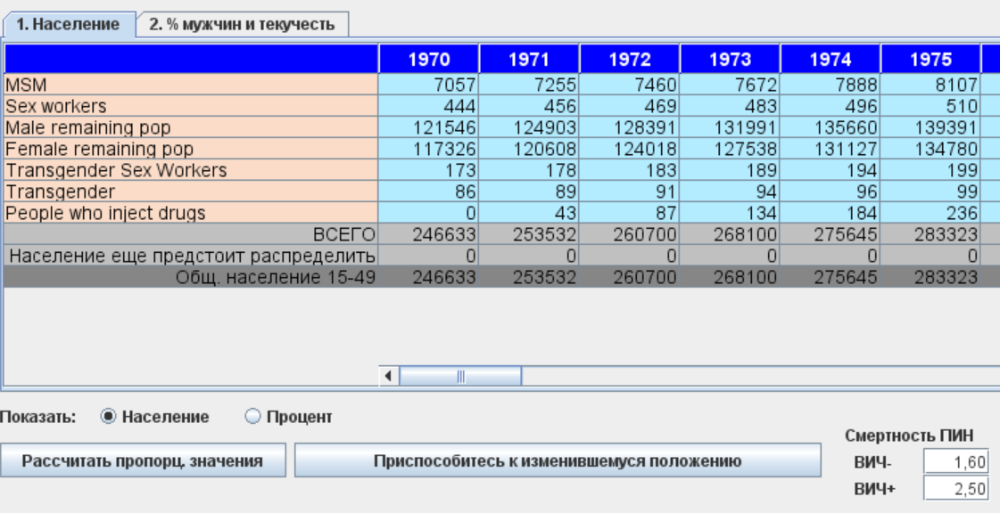 1. Население 2. % мужчин и текучесть
1970 1971 1972 1973 1974 1975
MSM 7057 7255 7460 7672 7888 8107
Sex workers 444 456 469 483 496 510
Male remaining pop 121546 124903 128391 131991 135660 139391
Female remaining pop 117326 120608 124018 127538 131127 134780
Transgender Sex Workers 173 178 183 189 194 199
Transgender 86 89 91 94 96 99
People who inject drugs 0 43 87 134 184 236
ВСЕГО 246633 253532 260700 268100 275645 283323
Население еще предстоит распределить 0 0 0 0 0 0
Общ. население 15-49 246633 253532 260700 268100 275645 283323
Показать: Население Процент
Смертность ПИН
Рассчитать пропорц. значения Приспособитесь к изменившемуся положению
ВИЧ- 1,60
ВИЧ+ 2,50